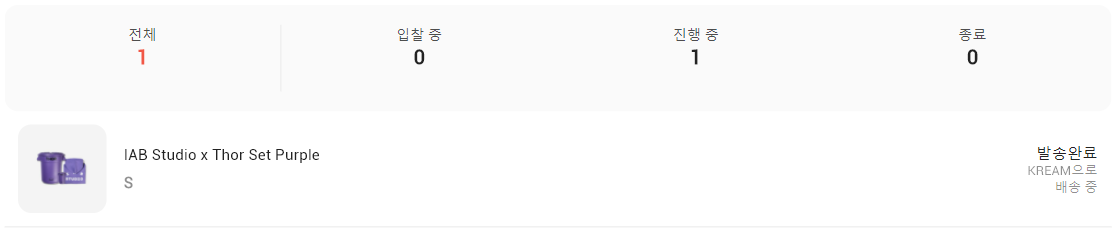 전체
1
입찰 중
0
진행 중
1
종료
0
IAB Studio x Thor Set Purple
S
발송완료
KREAM으로
배송 중